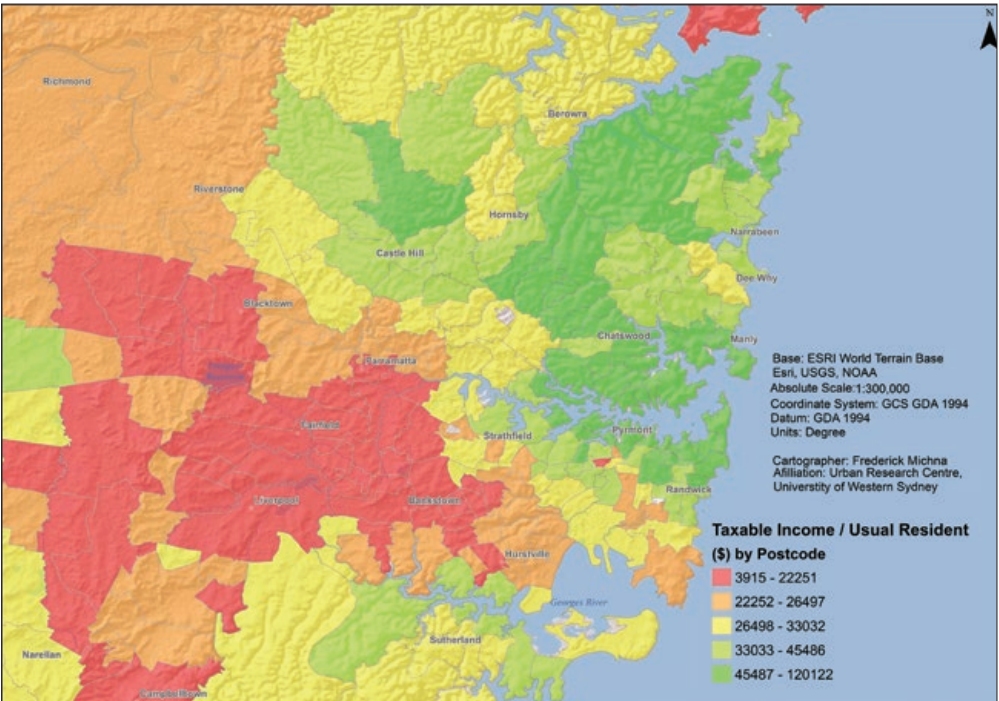 N
Richmond
Berowra
Riverstone
Hornsby
Narrabeen
Castle Hill
Dee Why
Blacktown
Chatswood
Manly
Parramatta
Base: ESRI World Terrain Base
Esri, USGS, NOAA
Absolute Scale:1:300,000
Coordinate System: GCS GDA 1994
Datum: GDA 1994
Units: Degree
Fairfield
Strathfield
Pyrmont
Cartographer: Frederick Michna
Afilliation: Urban Research Centre,
Universtity of Western Sydney
Randwick
Liverpool
Bankstown
Taxable Income / Usual Resident
($) by Postcode
Hurstville
3915 - 22251
22252 - 26497
Georges River
26498 - 33032
Sutherland
33033 - 45486
Narellan
45487 - 120122
Campbelltown